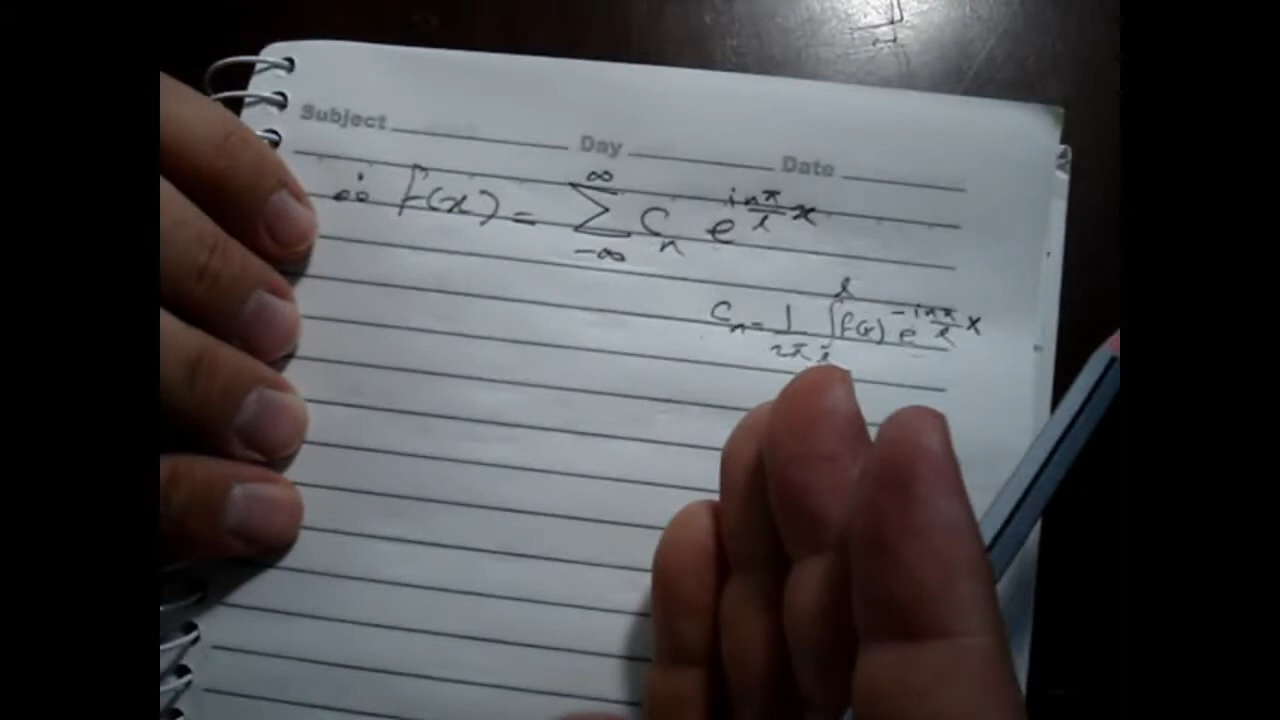 Subject Day Date
∴ f(x) = ∑_{-∞}^{∞} C_n e^{i nπ/l x}
C_n = 1/2π ∫^{l} f(x) e^{-i nπ/l x}